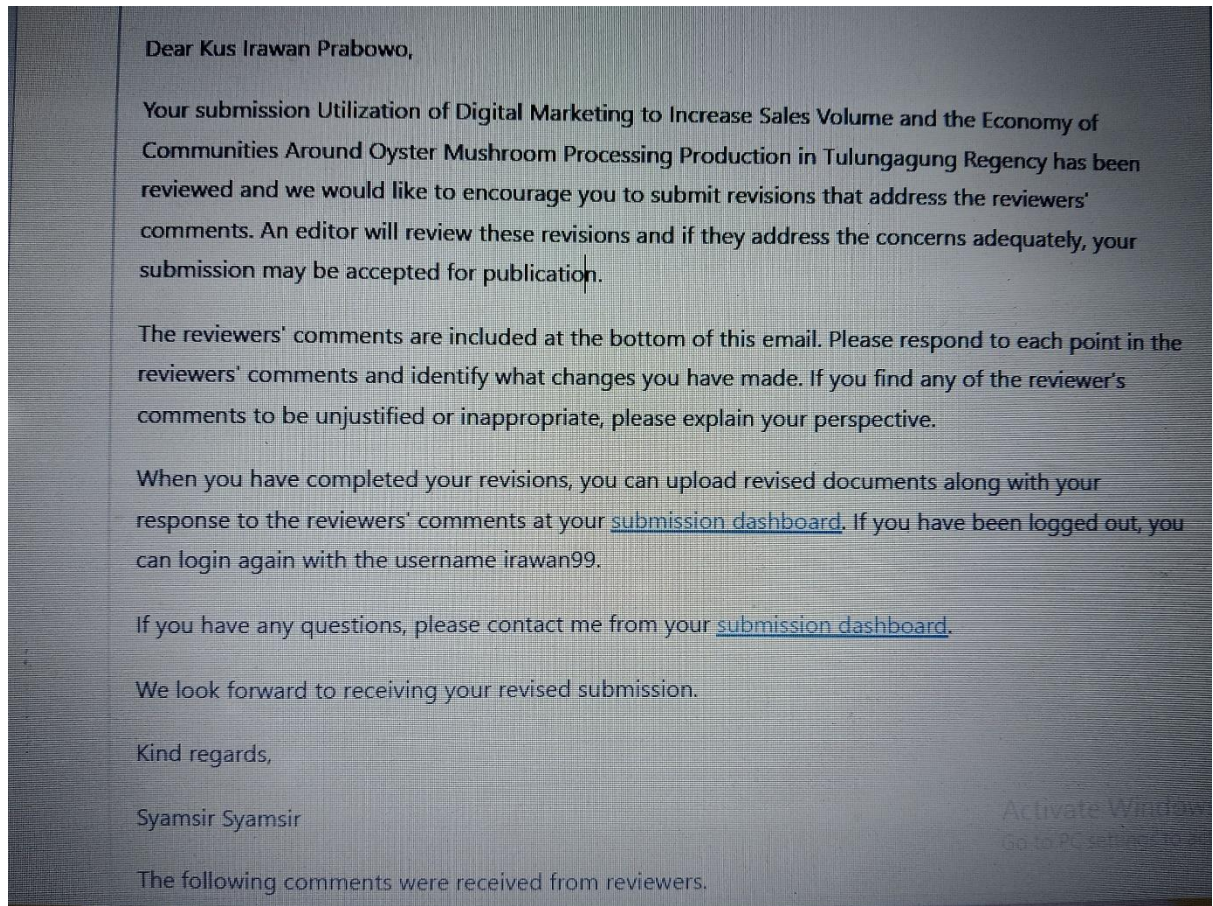 Dear Kus Irawan Prabowo,
Your submission Utilization of Digital Marketing to Increase Sales Volume and the Economy of
Communities Around Oyster Mushroom Processing Production in Tulungagung Regency has been
reviewed and we would like to encourage you to submit revisions that address the reviewers'
comments. An editor will review these revisions and if they address the concerns adequately, your
submission may be accepted for publication.
The reviewers' comments are included at the bottom of this email. Please respond to each point in the
reviewers' comments and identify what changes you have made. If you find any of the reviewer's
comments to be unjustified or inappropriate, please explain your perspective.
When you have completed your revisions, you can upload revised documents along with your
response to the reviewers' comments at your submission dashboard. If you have been logged out, you
can login again with the username irawan99.
If you have any questions, please contact me from your submission dashboard.
We look forward to receiving your revised submission.
Kind regards,
Syamsir Syamsir
Activate Window
Go to PC settings to
The following comments were received from reviewers.